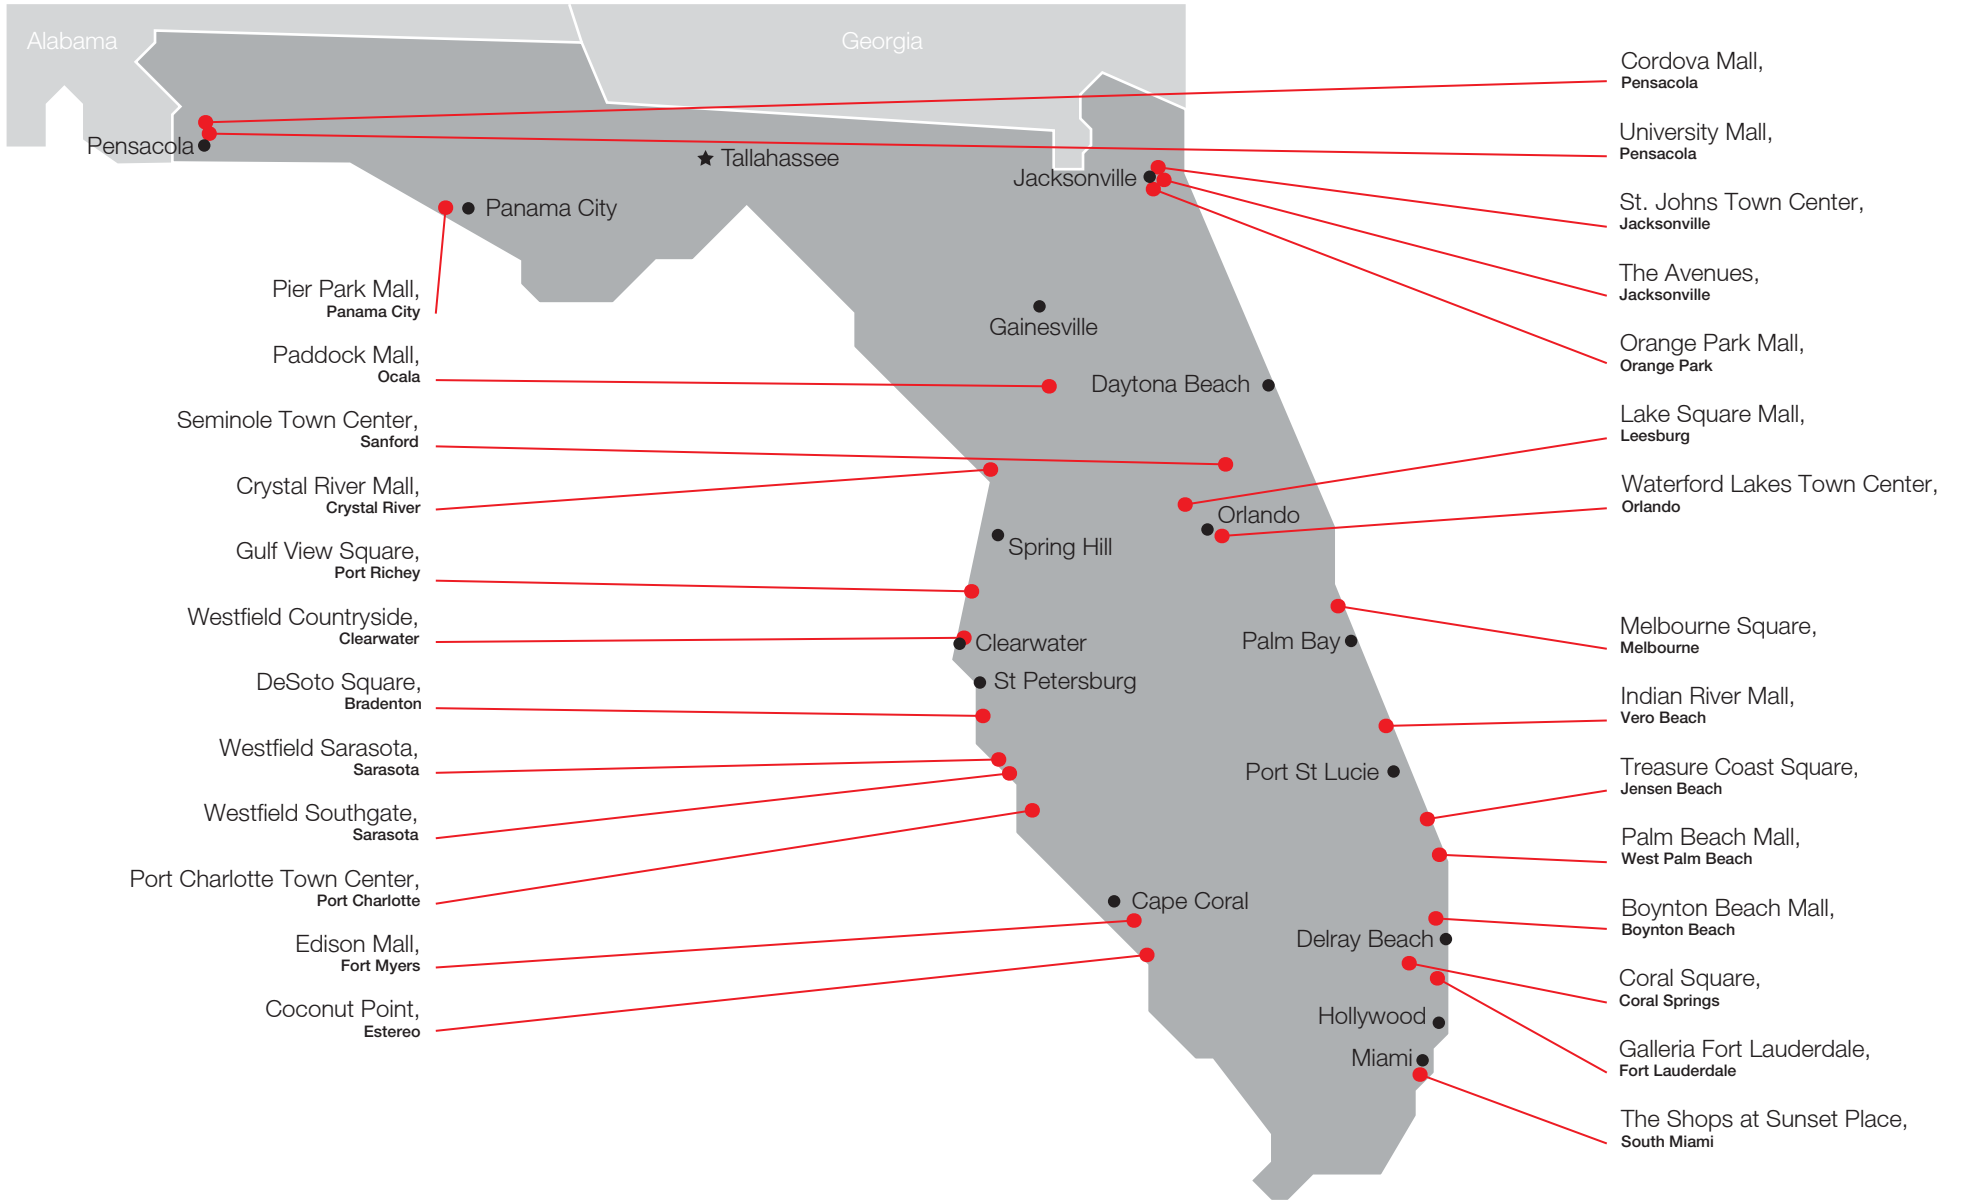 Alabama
Georgia
Pensacola
Tallahassee
Jacksonville
Panama City
Gainesville
Daytona Beach
Orlando
Spring Hill
Clearwater
Palm Bay
St Petersburg
Port St Lucie
Cape Coral
Delray Beach
Hollywood
Miami
Pier Park Mall,
Panama City
Paddock Mall,
Ocala
Seminole Town Center,
Sanford
Crystal River Mall,
Crystal River
Gulf View Square,
Port Richey
Westfield Countryside,
Clearwater
DeSoto Square,
Bradenton
Westfield Sarasota,
Sarasota
Westfield Southgate,
Sarasota
Port Charlotte Town Center,
Port Charlotte
Edison Mall,
Fort Myers
Coconut Point,
Estereo
Cordova Mall,
Pensacola
University Mall,
Pensacola
St. Johns Town Center,
Jacksonville
The Avenues,
Jacksonville
Orange Park Mall,
Orange Park
Lake Square Mall,
Leesburg
Waterford Lakes Town Center,
Orlando
Melbourne Square,
Melbourne
Indian River Mall,
Vero Beach
Treasure Coast Square,
Jensen Beach
Palm Beach Mall,
West Palm Beach
Boynton Beach Mall,
Boynton Beach
Coral Square,
Coral Springs
Galleria Fort Lauderdale,
Fort Lauderdale
The Shops at Sunset Place,
South Miami